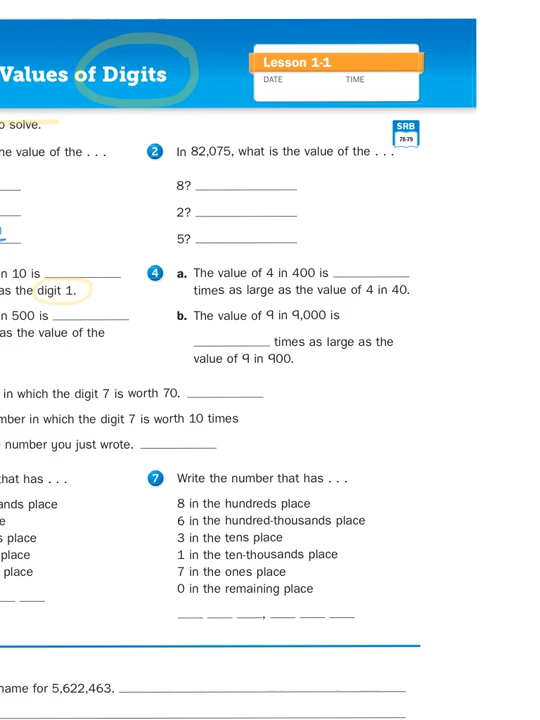 Values of Digits
Lesson 1-1
DATE TIME
o solve.
SRB
78-79
he value of the . . .
2 In 82,075, what is the value of the . . .
8? ____
2? ____
5? ____
n 10 is ____
as the digit 1.
n 500 is ____
as the value of the
4 a. The value of 4 in 400 is ____
times as large as the value of 4 in 40.
b. The value of 9 in 9,000 is
____ times as large as the
value of 9 in 900.
in which the digit 7 is worth 70. ____
mber in which the digit 7 is worth 10 times
number you just wrote. ____
hat has . . .
ands place
e
s place
place
place
7 Write the number that has . . .
8 in the hundreds place
6 in the hundred-thousands place
3 in the tens place
1 in the ten-thousands place
7 in the ones place
0 in the remaining place
__ __ __, __ __ __
name for 5,622,463. ____